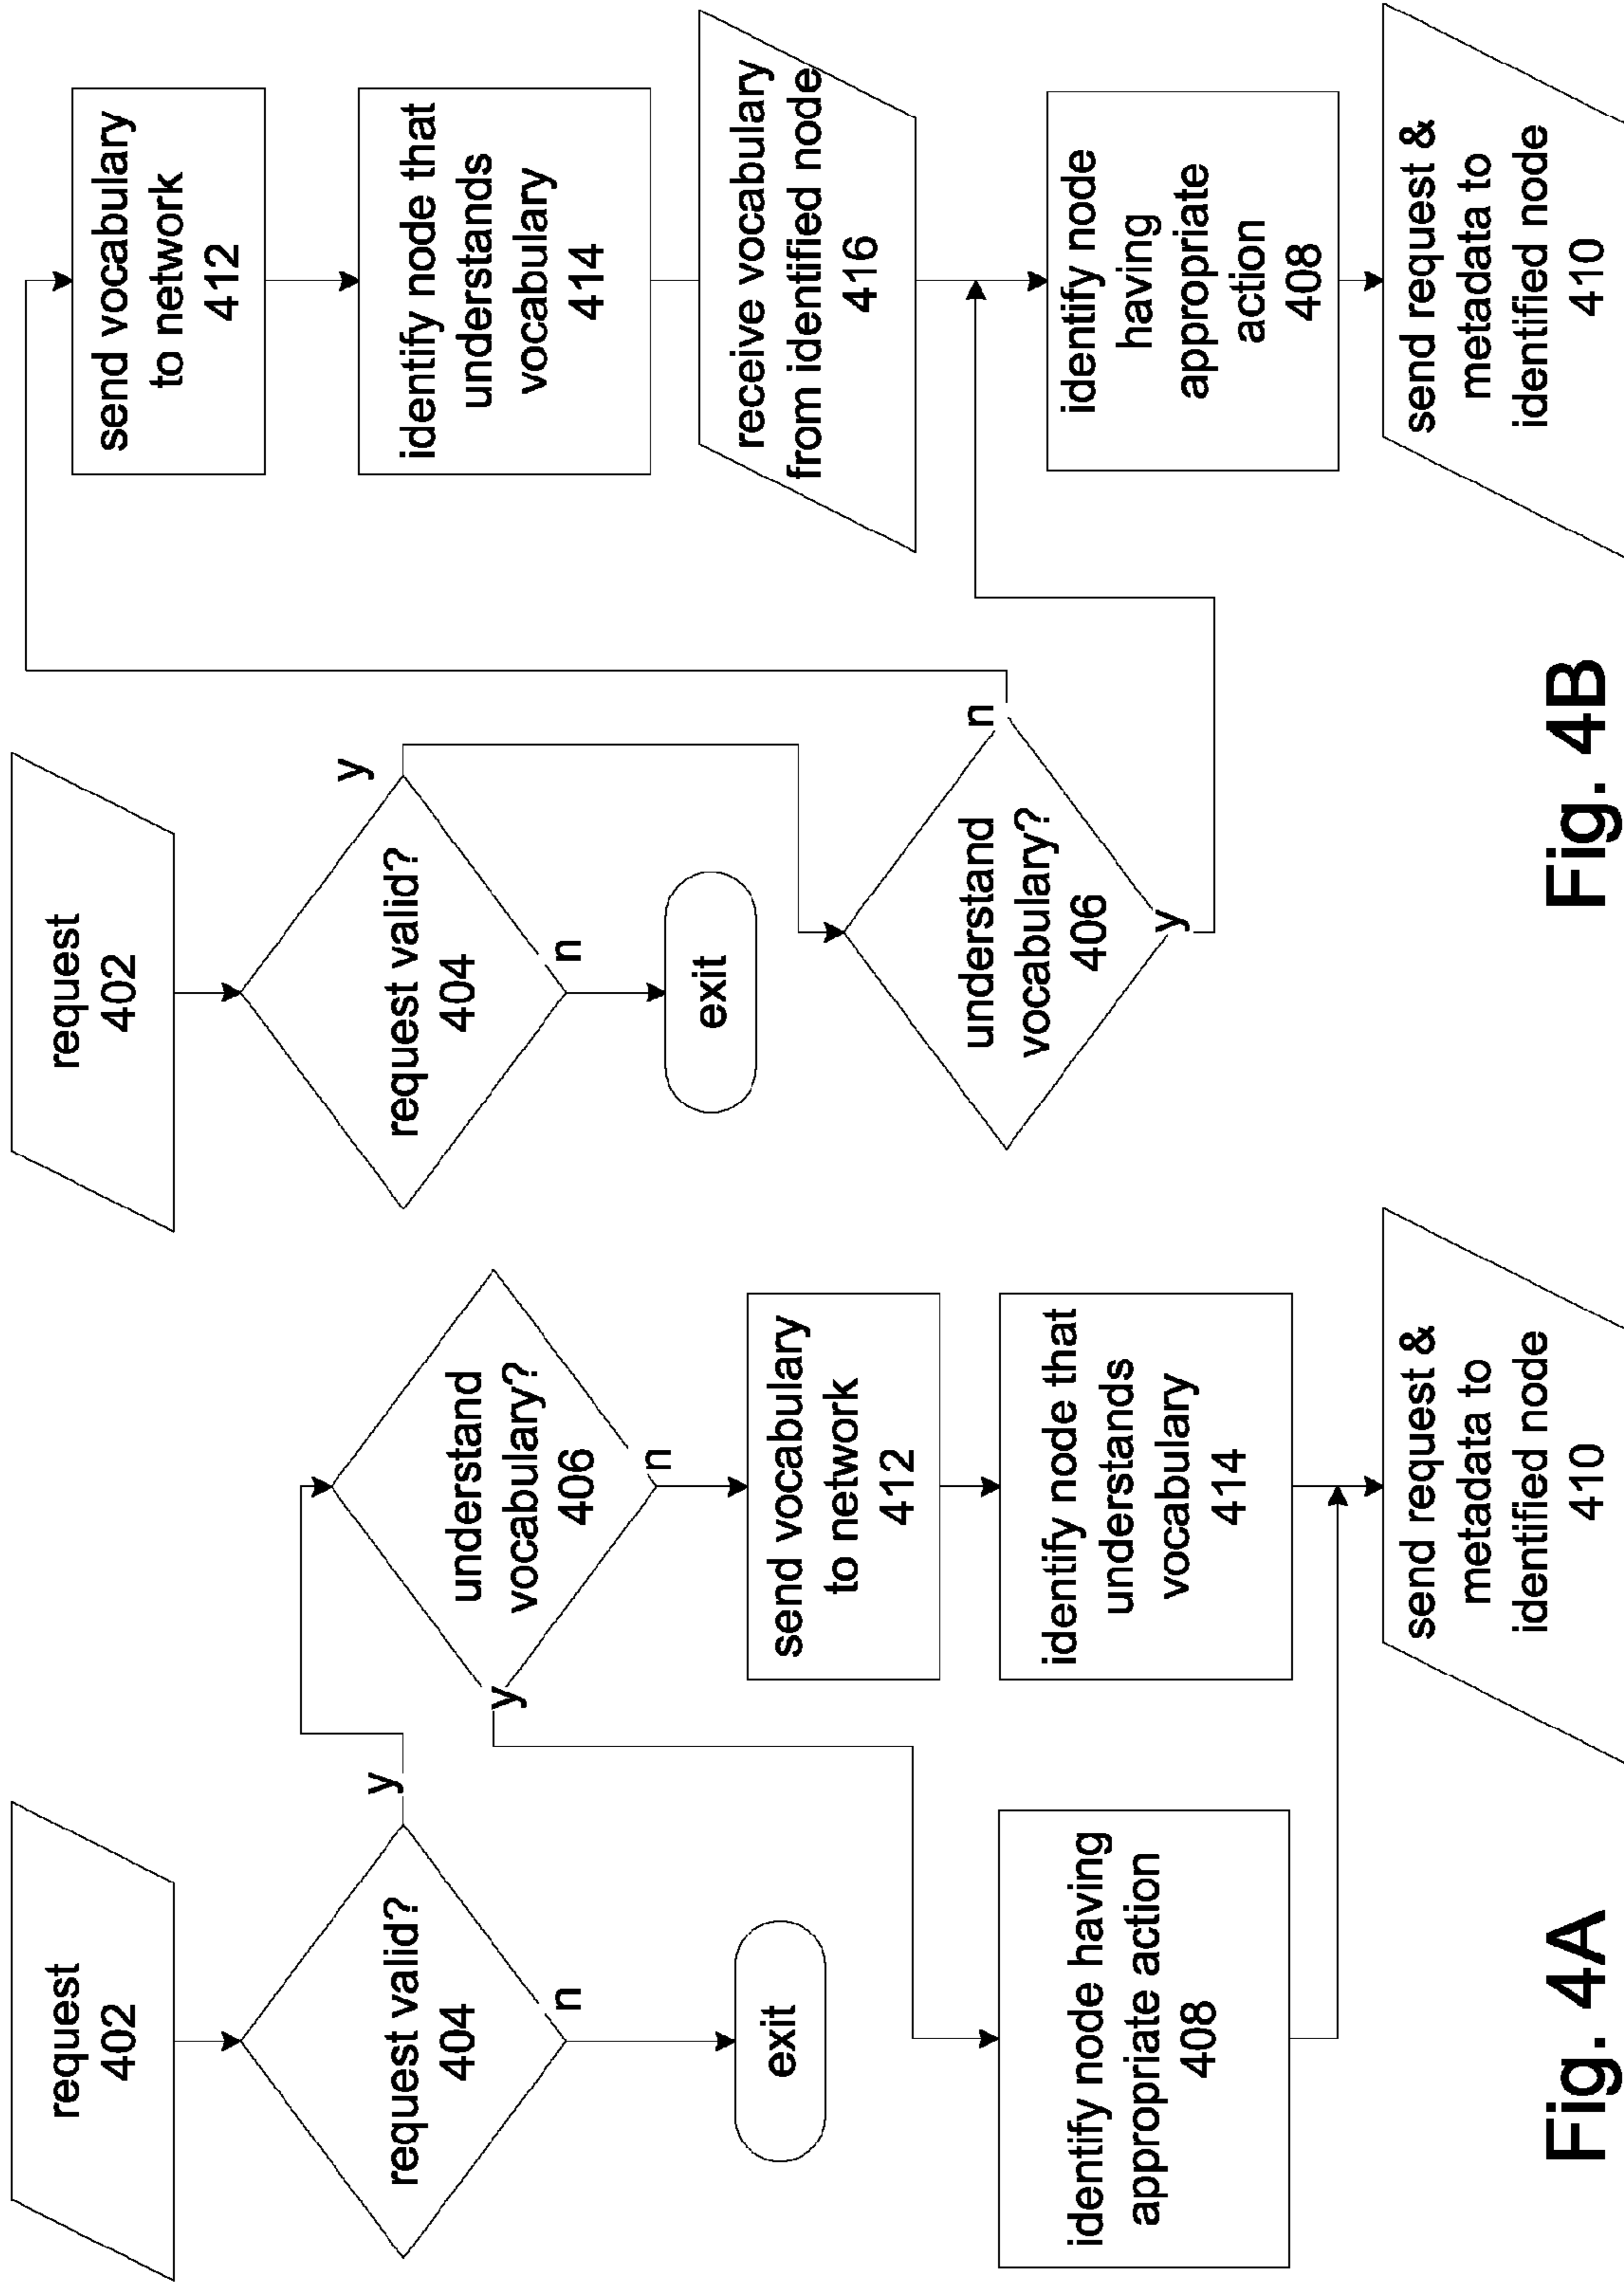 request
402
request valid?
404
y
n
exit
understand
vocabulary?
406
y
n
send vocabulary
to network
412
identify node that
understands
vocabulary
414
identify node having
appropriate action
408
send request &
metadata to
identified node
410
Fig. 4A
request
402
request valid?
404
y
n
exit
understand
vocabulary?
406
n
y
send vocabulary
to network
412
identify node that
understands
vocabulary
414
receive vocabulary
from identified node
416
identify node
having
appropriate
action
408
send request &
metadata to
identified node
410
Fig. 4B